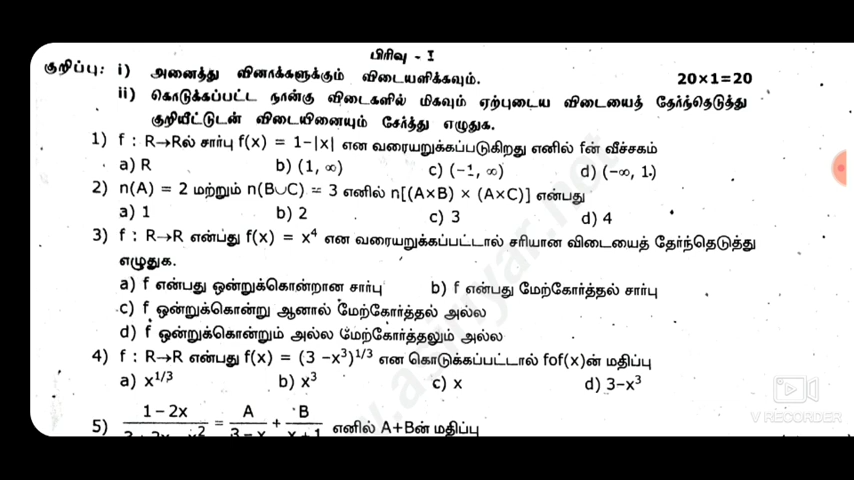 பிரிவு - I
குறிப்பு: i) அனைத்து வினாக்களுக்கும் விடையளிக்கவும். 20×1=20
ii) கொடுக்கப்பட்ட நான்கு விடைகளில் மிகவும் ஏற்புடைய விடையைத் தேர்ந்தெடுத்து
குறியீட்டுடன் விடையினையும் சேர்த்து எழுதுக.
1) f : R→Rல் சார்பு f(x) = 1-|x| என வரையறுக்கப்படுகிறது எனில் fன் வீச்சகம்
a) R b) (1, ∞) c) (-1, ∞) d) (-∞, 1)
2) n(A) = 2 மற்றும் n(B∪C) = 3 எனில் n[(A×B) × (A×C)] என்பது
a) 1 b) 2 c) 3 d) 4
3) f : R→R என்பது f(x) = x⁴ என வரையறுக்கப்பட்டால் சரியான விடையைத் தேர்ந்தெடுத்து
எழுதுக.
a) f என்பது ஒன்றுக்கொன்றான சார்பு b) f என்பது மேற்கோர்த்தல் சார்பு
c) f ஒன்றுக்கொன்று ஆனால் மேற்கோர்த்தல் அல்ல
d) f ஒன்றுக்கொன்றும் அல்ல மேற்கோர்த்தலும் அல்ல
4) f : R→R என்பது f(x) = (3 -x³)^1/3 என கொடுக்கப்பட்டால் fof(x)ன் மதிப்பு
a) x^1/3 b) x³ c) x d) 3-x³
5) 1-2x / 3+2x-x² = A / 3-x + B / x+1 எனில் A+Bன் மதிப்பு
V RECORDER